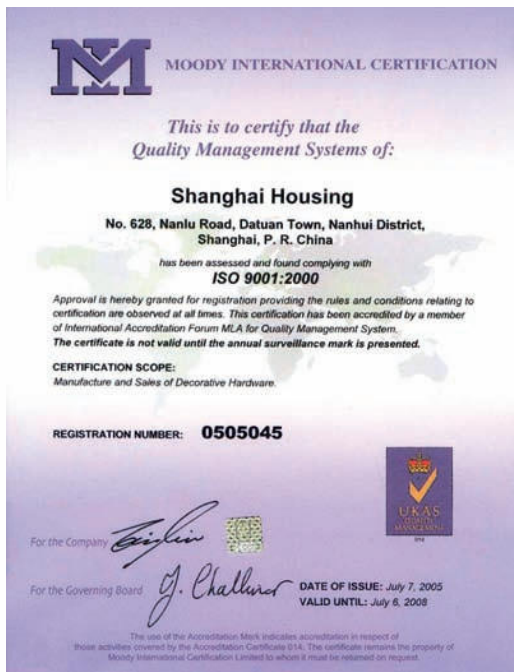 MI
MOODY INTERNATIONAL CERTIFICATION
This is to certify that the
Quality Management Systems of:
Shanghai Housing
No. 628, Nanlu Road, Datuan Town, Nanhui District,
Shanghai, P. R. China
has been assessed and found complying with
ISO 9001:2000
Approval is hereby granted for registration providing the rules and conditions relating to
certification are observed at all times. This certification has been accredited by a member
of International Accreditation Forum MLA for Quality Management System.
The certificate is not valid until the annual surveillance mark is presented.
CERTIFICATION SCOPE:
Manufacture and Sales of Decorative Hardware.
REGISTRATION NUMBER: 0505045
UKAS
QUALITY
MANAGEMENT
014
For the Company
For the Governing Board J. Challinor
DATE OF ISSUE: July 7, 2005
VALID UNTIL: July 6, 2008
The use of the Accreditation Mark indicates accreditation in respect of
those activities covered by the Accreditation Certificate 014. The certificate remains the property of
Moody International Certification Limited to whom it must be returned on request.